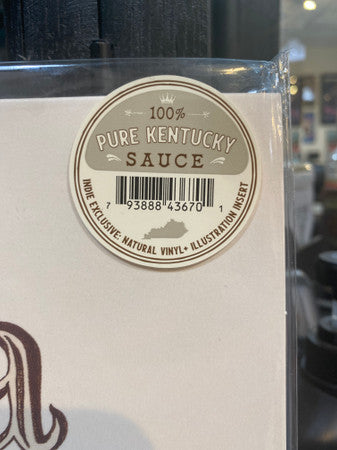 100%
PURE KENTUCKY
SAUCE
7 93888 43670 1
INDIE EXCLUSIVE: NATURAL VINYL + ILLUSTRATION INSERT
a